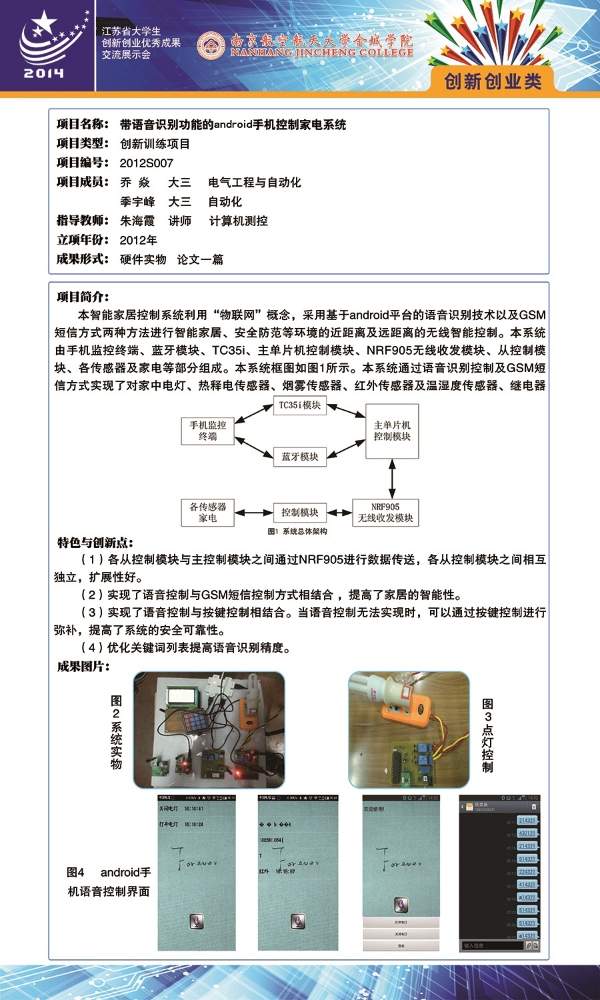 2014
江苏省大学生
创新创业优秀成果
交流展示会
南京航空航天大学金城学院
NANHANG JINCHENG COLLEGE
创新创业类
项目名称： 带语音识别功能的android手机控制家电系统
项目类型： 创新训练项目
项目编号： 2012S007
项目成员： 乔 焱 大三 电气工程与自动化
季宇峰 大三 自动化
指导教师： 朱海霞 讲师 计算机测控
立项年份： 2012年
成果形式： 硬件实物 论文一篇
项目简介：
本智能家居控制系统利用“物联网”概念，采用基于android平台的语音识别技术以及GSM
短信方式两种方法进行智能家居、安全防范等环境的近距离及远距离的无线智能控制。本系统
由手机监控终端、蓝牙模块、TC35i、主单片机控制模块、NRF905无线收发模块、从控制模
块、各传感器及家电等部分组成。本系统框图如图1所示。本系统通过语音识别控制及GSM短
信方式实现了对家中电灯、热释电传感器、烟雾传感器、红外传感器及温湿度传感器、继电器
TC35i模块
手机监控
终端
主单片机
控制模块
蓝牙模块
各传感器
家电
控制模块
NRF905
无线收发模块
图1 系统总体架构
特色与创新点：
（1）各从控制模块与主控制模块之间通过NRF905进行数据传送，各从控制模块之间相互
独立，扩展性好。
（2）实现了语音控制与GSM短信控制方式相结合 ，提高了家居的智能性。
（3）实现了语音控制与按键控制相结合。当语音控制无法实现时，可以通过按键控制进行
弥补，提高了系统的安全可靠性。
（4）优化关键词列表提高语音识别精度。
成果图片：
图2系统实物
图3点灯控制
图4 android手
机语音控制界面
关闭电灯 16:10:41
打开电灯 16:10:24
Forever
� � b ��k
:025H:054{
T
Forever
红外 16:15:57
14:32
欢迎使用!
Forever
打开电灯
关闭电灯
查询
14:32
214321
432121
214321
514321
224321
414321
a14321
514321
514321
a14321
输入信息